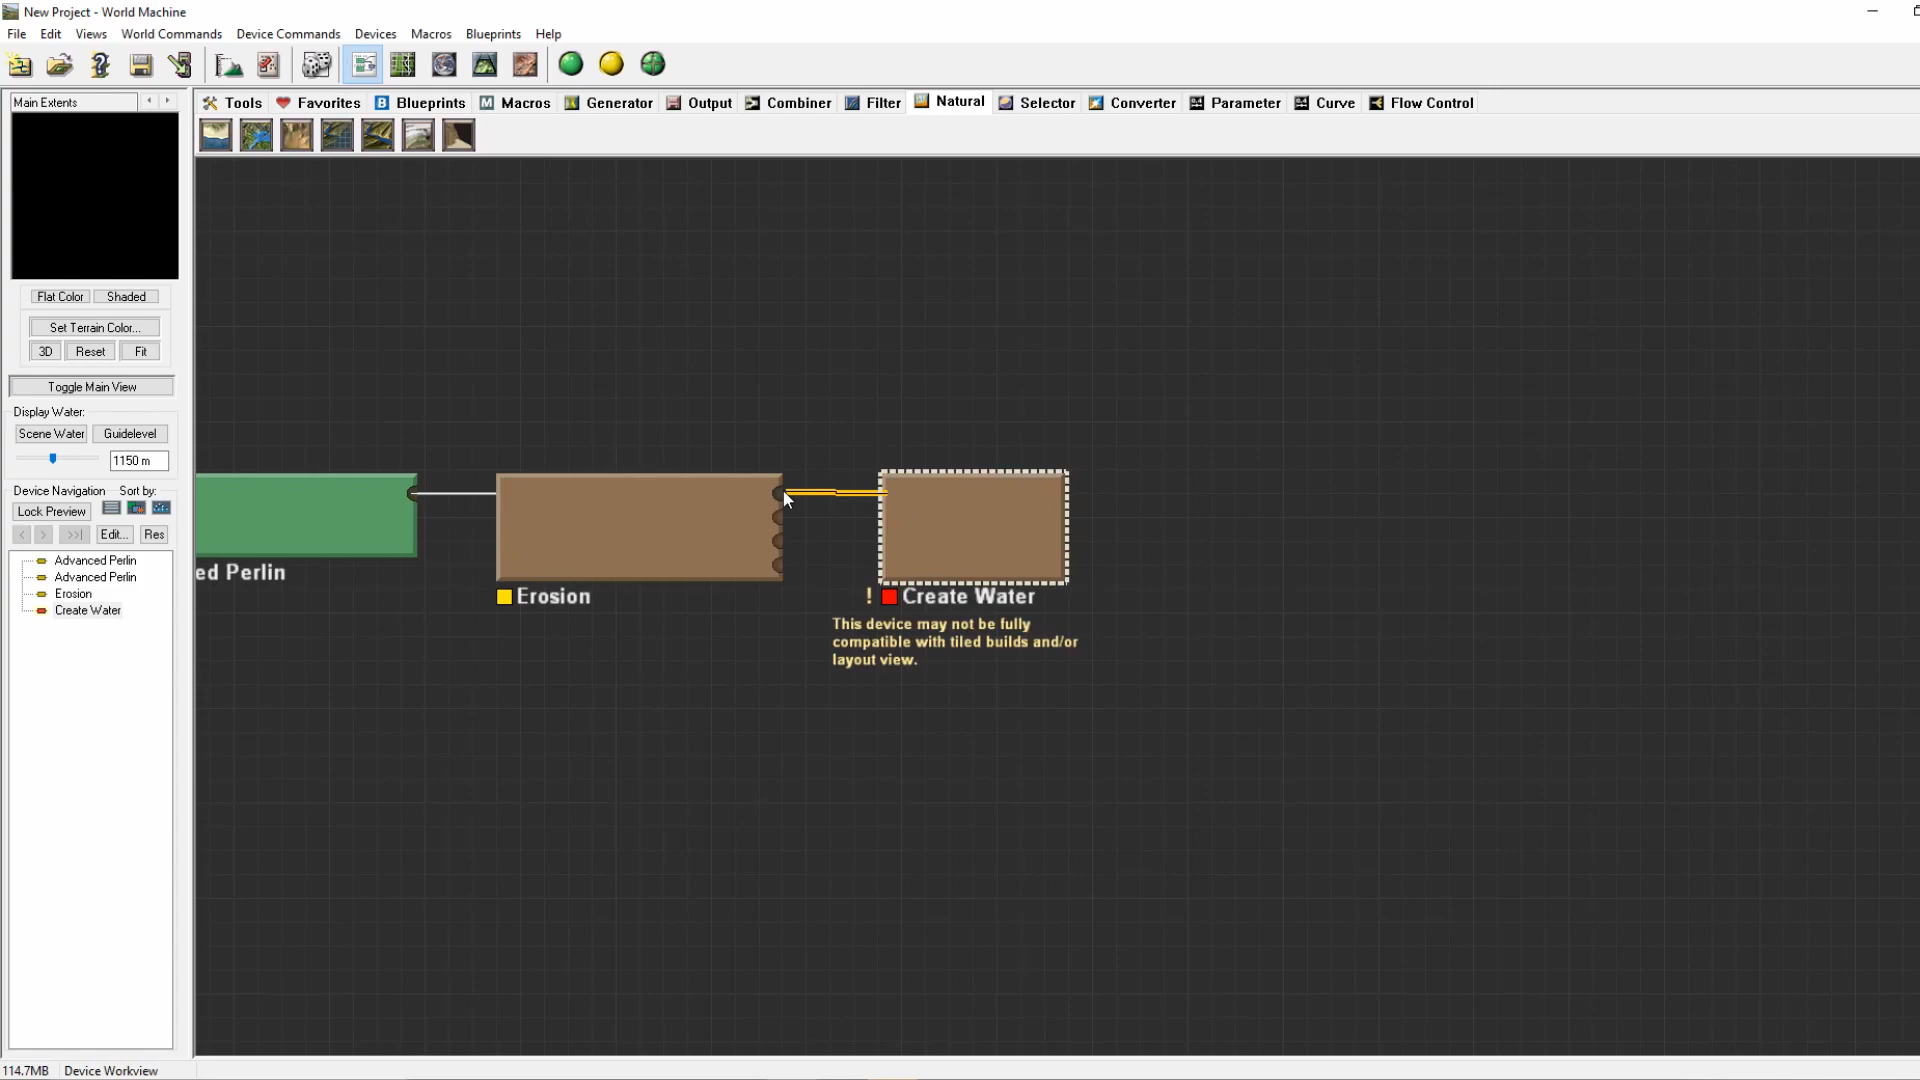 New Project - World Machine
File Edit Views World Commands Device Commands Devices Macros Blueprints Help
Main Extents
Tools Favorites B Blueprints M Macros Generator Output Combiner Filter Natural Selector Converter Parameter Curve Flow Control
Flat Color Shaded
Set Terrain Color...
3D Reset Fit
Toggle Main View
Display Water:
Scene Water Guidelevel
1150 m
Device Navigation Sort by:
Lock Preview
< > >>| Edit... Res
Advanced Perlin
Advanced Perlin
Erosion
Create Water
ed Perlin
Erosion
! Create Water
This device may not be fully
compatible with tiled builds and/or
layout view.
114.7MB Device Workview